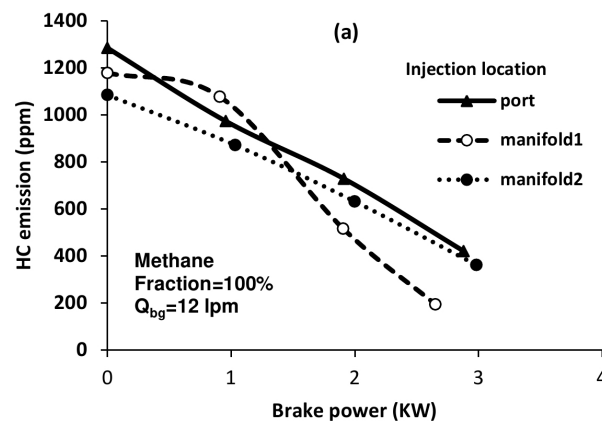 (a)
1400
1200
1000
800
600
400
200
0
HC emission (ppm)
Injection location
port
manifold1
manifold2
Methane
Fraction=100%
Qbg=12 lpm
0 1 2 3 4
Brake power (KW)